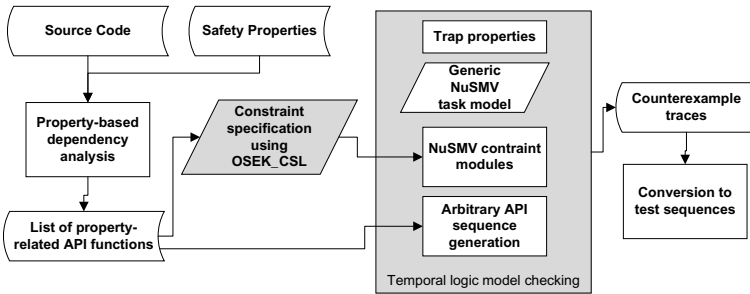 Source Code
Safety Properties
Property-based
dependency
analysis
List of property-
related API functions
Constraint
specification
using
OSEK_CSL
Trap properties
Generic
NuSMV
task model
NuSMV contraint
modules
Arbitrary API
sequence
generation
Temporal logic model checking
Counterexample
traces
Conversion to
test sequences